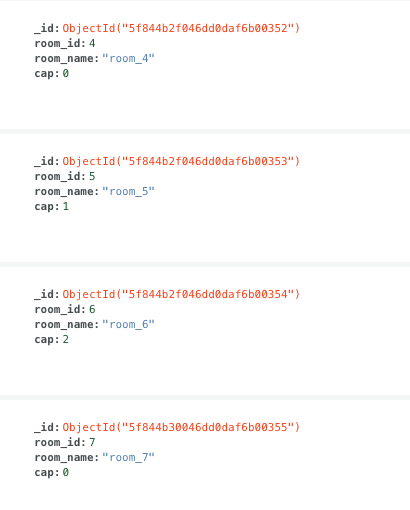 _id: ObjectId("5f844b2f046dd0daf6b00352")
room_id: 4
room_name: "room_4"
cap: 0
_id: ObjectId("5f844b2f046dd0daf6b00353")
room_id: 5
room_name: "room_5"
cap: 1
_id: ObjectId("5f844b2f046dd0daf6b00354")
room_id: 6
room_name: "room_6"
cap: 2
_id: ObjectId("5f844b30046dd0daf6b00355")
room_id: 7
room_name: "room_7"
cap: 0